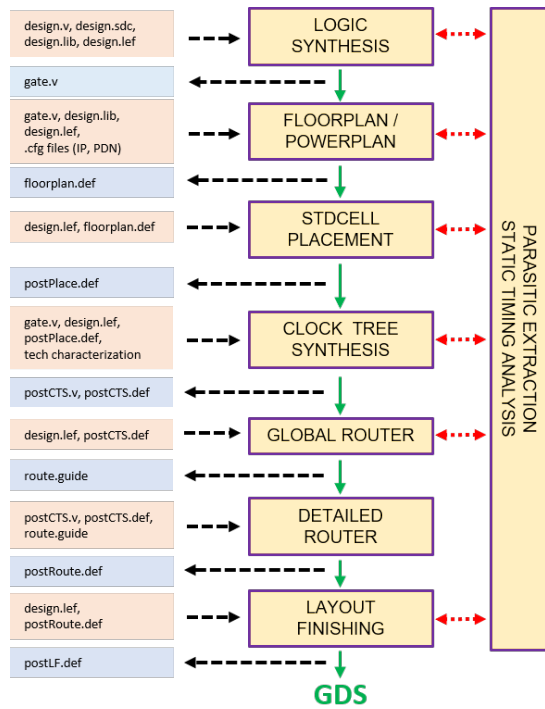 design.v, design.sdc,
design.lib, design.lef
LOGIC
SYNTHESIS
gate.v
gate.v, design.lib,
design.lef,
.cfg files (IP, PDN)
FLOORPLAN /
POWERPLAN
floorplan.def
design.lef, floorplan.def
STDCELL
PLACEMENT
postPlace.def
gate.v, design.lef,
postPlace.def,
tech characterization
CLOCK TREE
SYNTHESIS
postCTS.v, postCTS.def
design.lef, postCTS.def
GLOBAL ROUTER
route.guide
postCTS.v, postCTS.def,
route.guide
DETAILED
ROUTER
postRoute.def
design.lef,
postRoute.def
LAYOUT
FINISHING
postLF.def
GDS
PARASITIC EXTRACTION
STATIC TIMING ANALYSIS